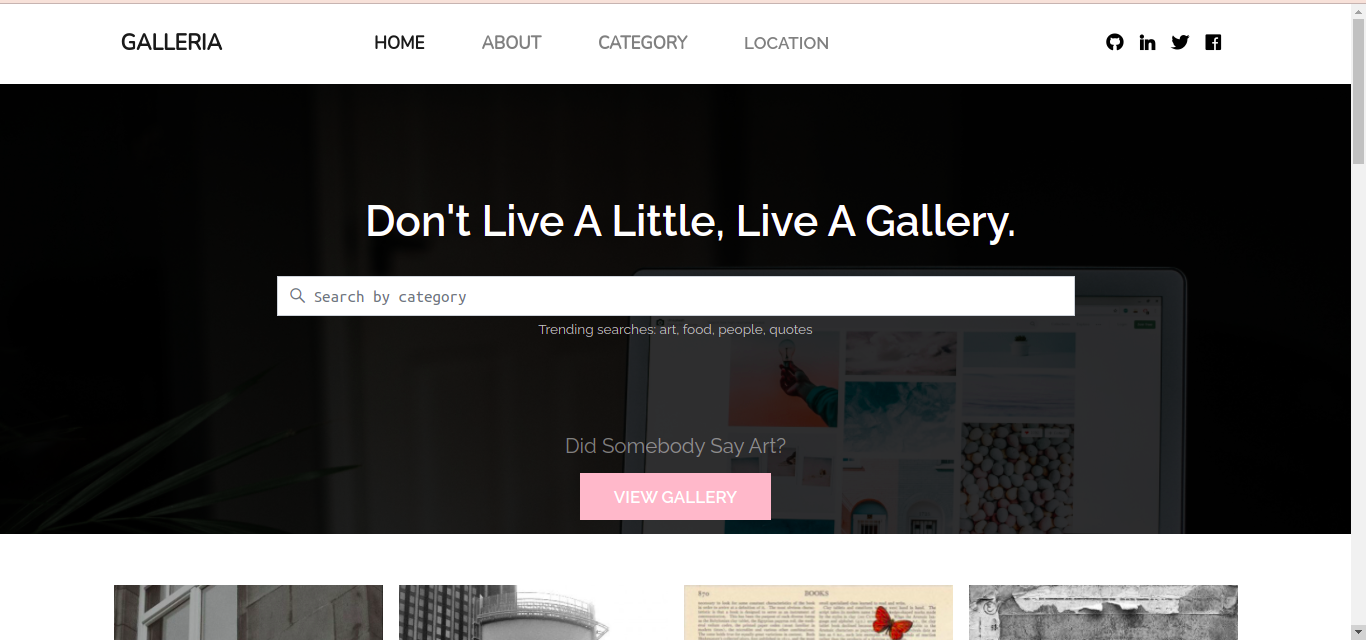 GALLERIA HOME ABOUT CATEGORY LOCATION
Don't Live A Little, Live A Gallery.
Search by category
Trending searches: art, food, people, quotes
Did Somebody Say Art?
VIEW GALLERY
870 BOOKS